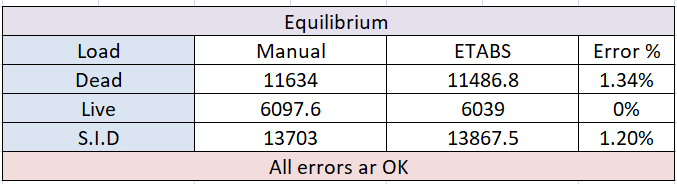 Equilibrium
Load Manual ETABS Error %
Dead 11634 11486.8 1.34%
Live 6097.6 6039 0%
S.I.D 13703 13867.5 1.20%
All errors ar OK